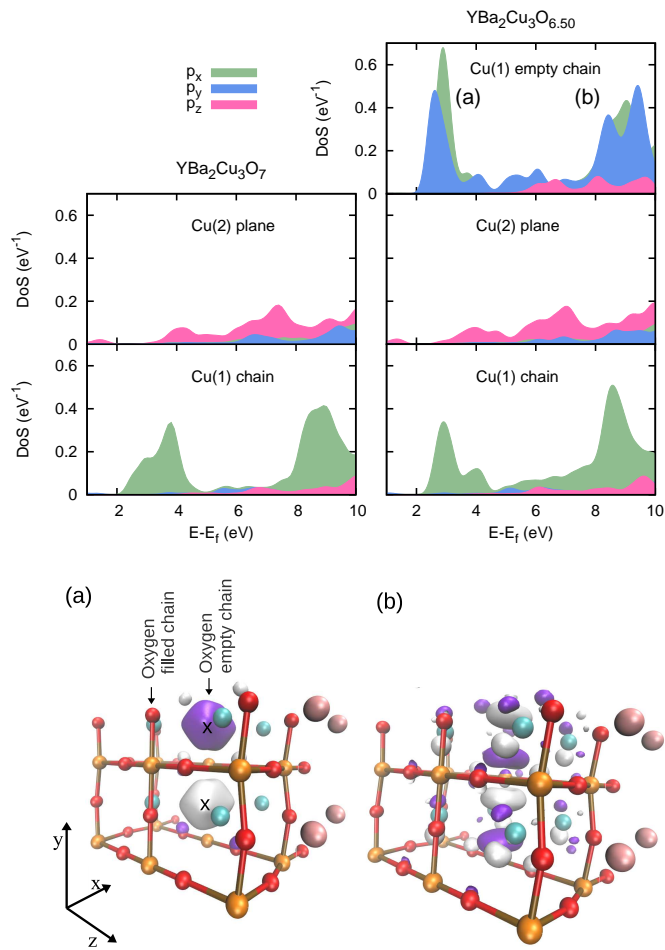 YBa2Cu3O6.50
px
py
pz
YBa2Cu3O7
DoS (eV-1)
0.6
0.4
0.2
0
Cu(1) empty chain
(a)
(b)
DoS (eV-1)
0.6
0.4
0.2
0
Cu(2) plane
Cu(2) plane
DoS (eV-1)
0.6
0.4
0.2
0
Cu(1) chain
Cu(1) chain
2
4
6
8
10
2
4
6
8
10
E-Ef (eV)
E-Ef (eV)
(a)
(b)
Oxygen
filled chain
Oxygen
empty chain
x
x
y
x
z